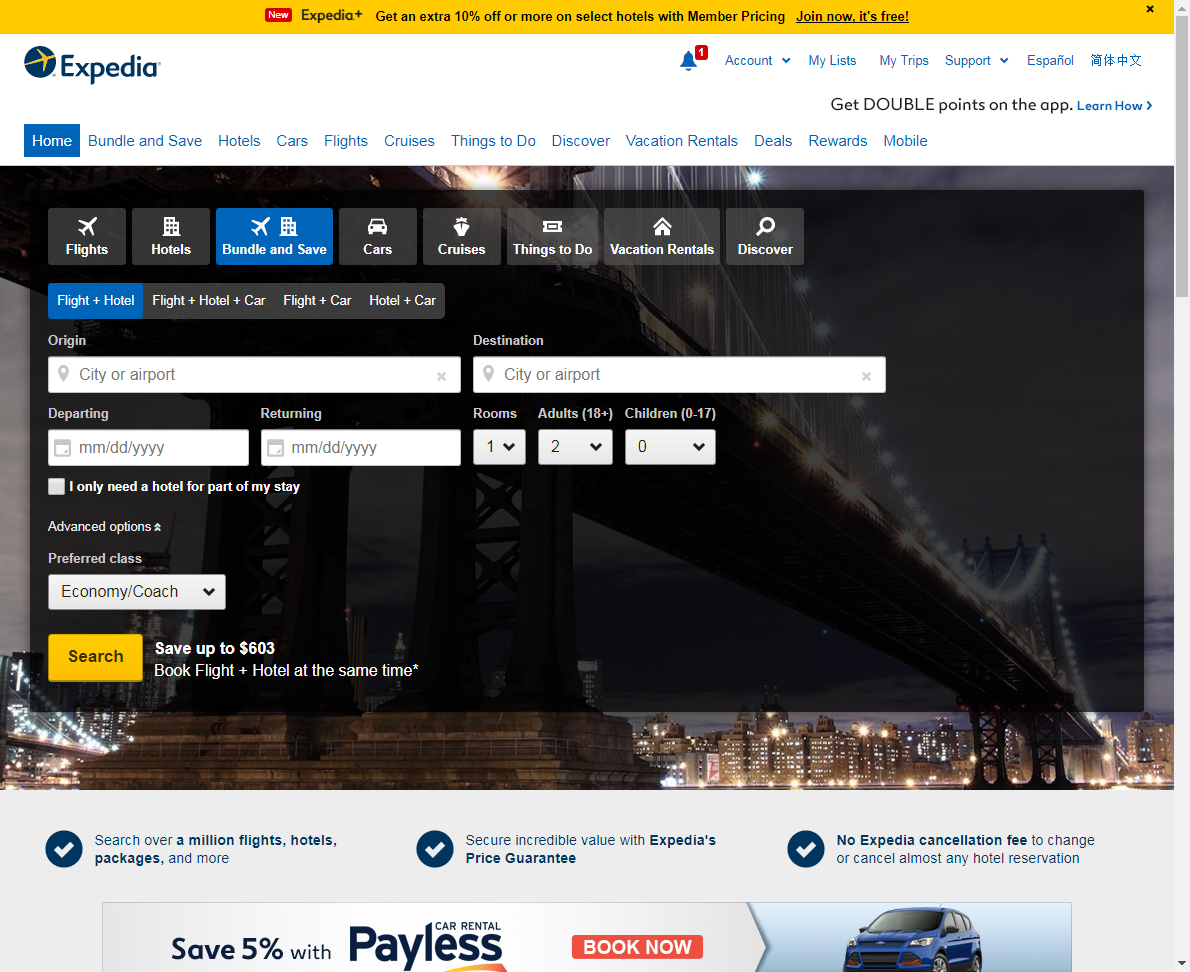 New Expedia+ Get an extra 10% off or more on select hotels with Member Pricing Join now, it's free! ×
Expedia
1 Account My Lists My Trips Support Español 简体中文
Get DOUBLE points on the app. Learn How ›
Home Bundle and Save Hotels Cars Flights Cruises Things to Do Discover Vacation Rentals Deals Rewards Mobile
Flights Hotels Bundle and Save Cars Cruises Things to Do Vacation Rentals Discover
Flight + Hotel Flight + Hotel + Car Flight + Car Hotel + Car
Origin Destination
City or airport × City or airport ×
Departing Returning Rooms Adults (18+) Children (0-17)
mm/dd/yyyy mm/dd/yyyy 1 2 0
I only need a hotel for part of my stay
Advanced options
Preferred class
Economy/Coach
Search
Save up to $603
Book Flight + Hotel at the same time*
Search over a million flights, hotels,
packages, and more
Secure incredible value with Expedia's
Price Guarantee
No Expedia cancellation fee to change
or cancel almost any hotel reservation
Save 5% with Payless CAR RENTAL BOOK NOW